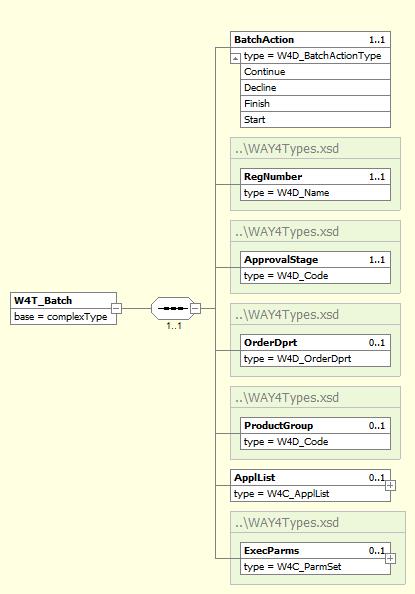 BatchAction 1..1
type = W4D_BatchActionType
Continue
Decline
Finish
Start
..\WAY4Types.xsd
RegNumber 1..1
type = W4D_Name
..\WAY4Types.xsd
ApprovalStage 1..1
type = W4D_Code
W4T_Batch
base = complexType
1..1
..\WAY4Types.xsd
OrderDprt 0..1
type = W4D_OrderDprt
..\WAY4Types.xsd
ProductGroup 0..1
type = W4D_Code
ApplList 0..1
type = W4C_ApplList
..\WAY4Types.xsd
ExecParms 0..1
type = W4C_ParmSet